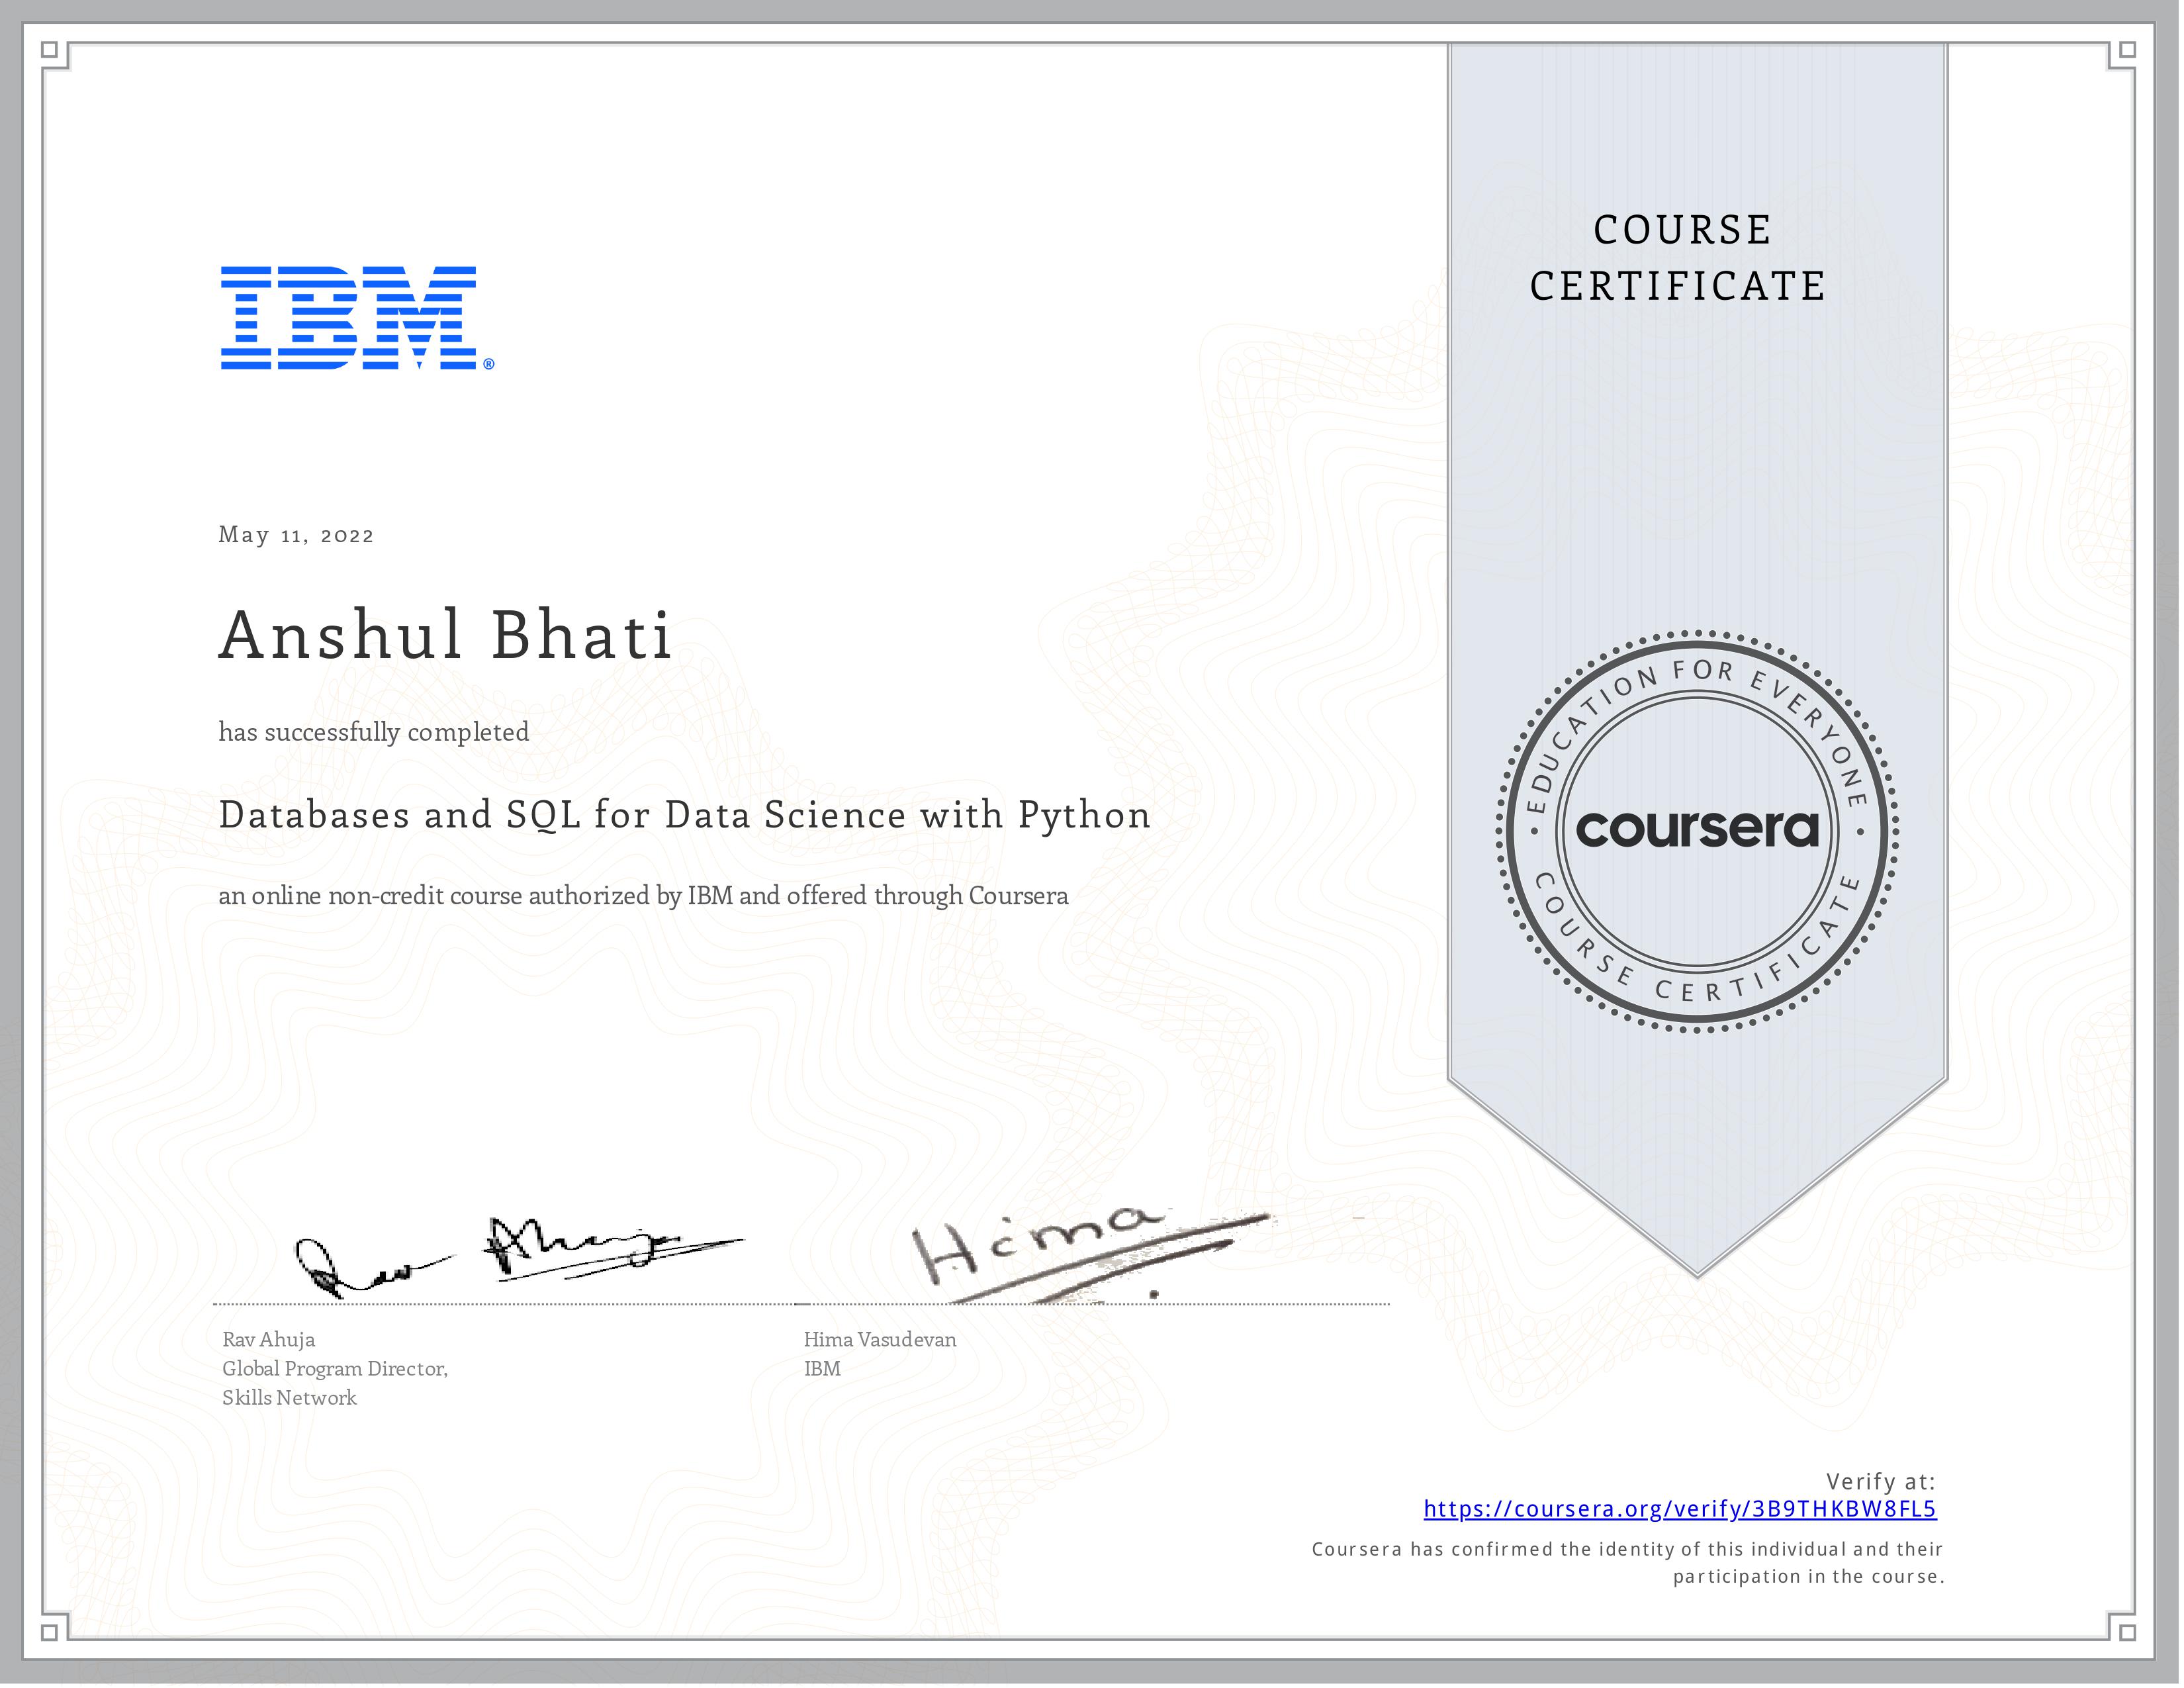 COURSE
CERTIFICATE
IBM®
May 11, 2022
Anshul Bhati
has successfully completed
Databases and SQL for Data Science with Python
an online non-credit course authorized by IBM and offered through Coursera
EDUCATION FOR EVERYONE
coursera
COURSE CERTIFICATE
Hima
Rav Ahuja
Global Program Director,
Skills Network
Hima Vasudevan
IBM
Verify at:
https://coursera.org/verify/3B9THKBW8FL5
Coursera has confirmed the identity of this individual and their
participation in the course.